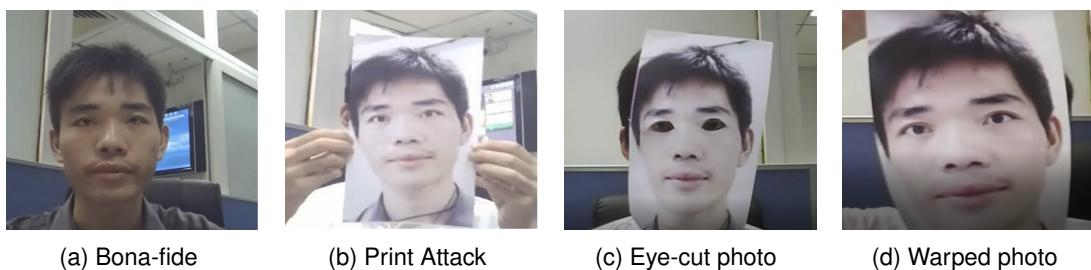 (a) Bona-fide
(b) Print Attack
(c) Eye-cut photo
(d) Warped photo